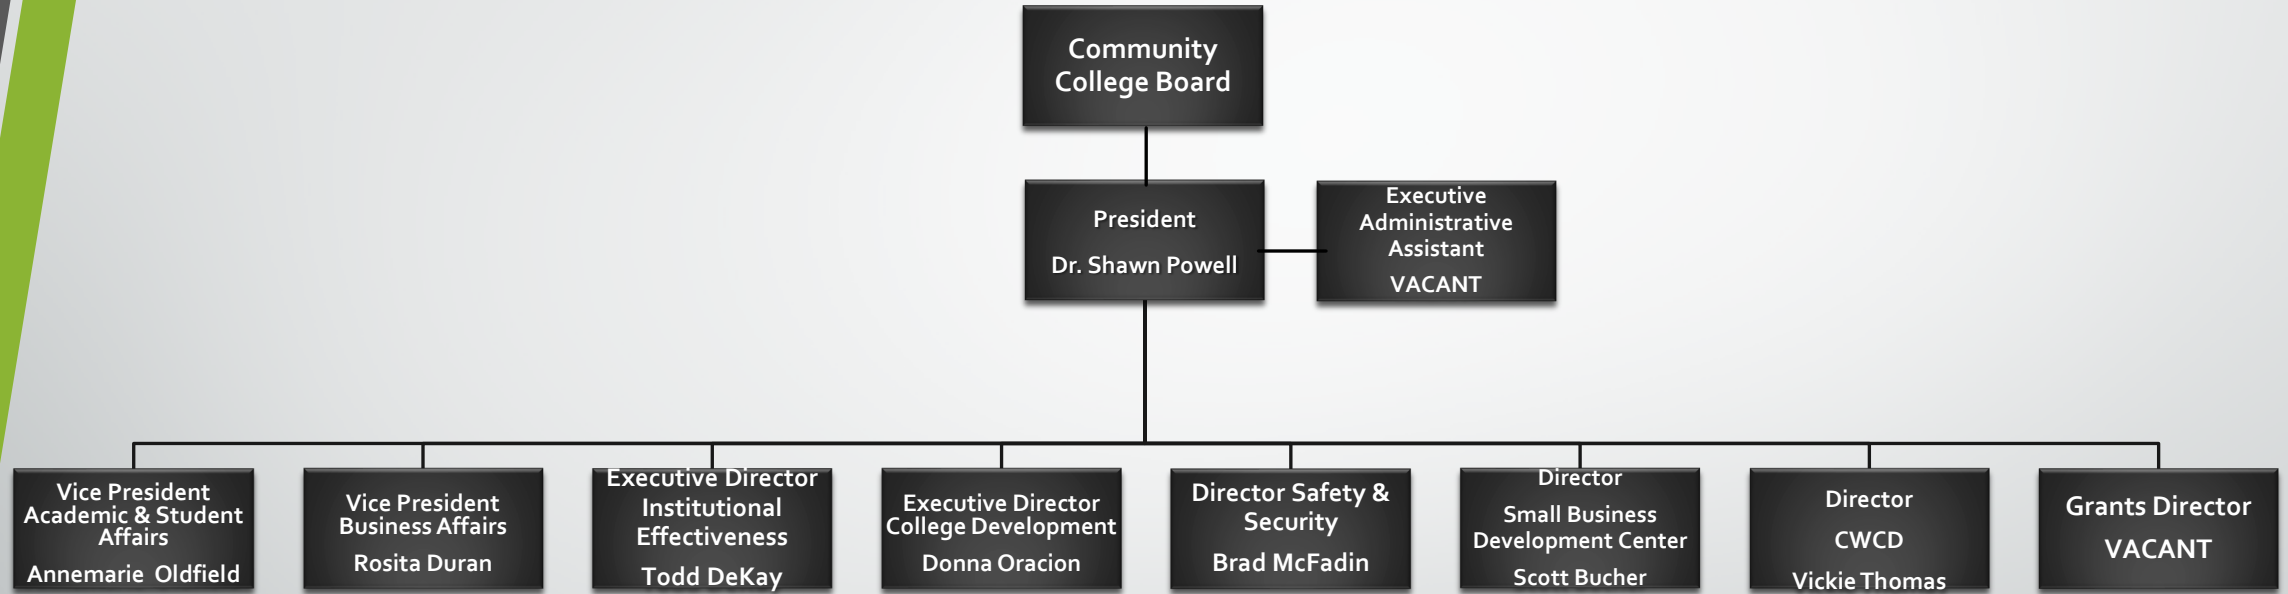 Community
College Board
President
Dr. Shawn Powell
Executive
Administrative
Assistant
VACANT
Vice President
Academic & Student
Affairs
Annemarie Oldfield
Vice President
Business Affairs
Rosita Duran
Executive Director
Institutional
Effectiveness
Todd DeKay
Executive Director
College Development
Donna Oracion
Director Safety &
Security
Brad McFadin
Director
Small Business
Development Center
Scott Bucher
Director
CWCD
Vickie Thomas
Grants Director
VACANT